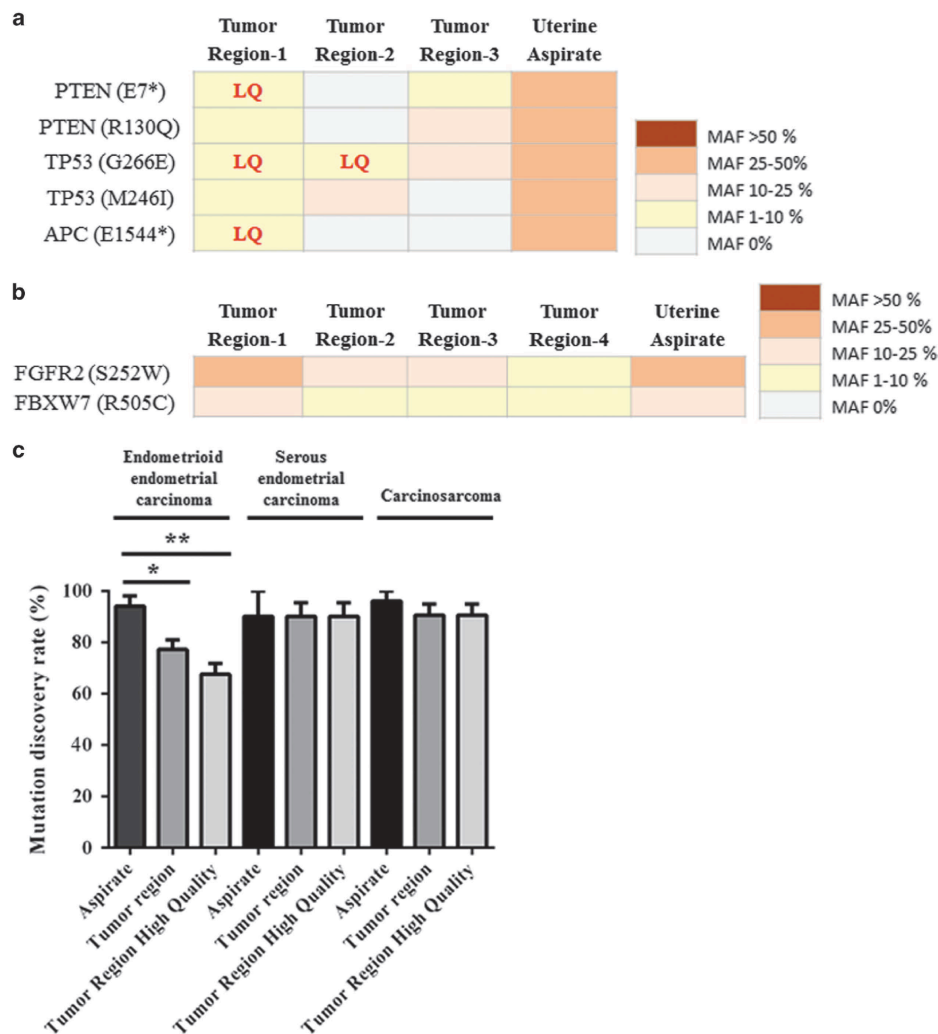 a
Tumor Tumor Tumor Uterine
Region-1 Region-2 Region-3 Aspirate
PTEN (E7*) LQ
PTEN (R130Q)
TP53 (G266E) LQ LQ
TP53 (M246I)
APC (E1544*) LQ
MAF >50 %
MAF 25-50%
MAF 10-25 %
MAF 1-10 %
MAF 0%
b
Tumor Tumor Tumor Tumor Uterine
Region-1 Region-2 Region-3 Region-4 Aspirate
FGFR2 (S252W)
FBXW7 (R505C)
MAF >50 %
MAF 25-50%
MAF 10-25 %
MAF 1-10 %
MAF 0%
c
Endometrioid
endometrial
carcinoma
Serous
endometrial
carcinoma
Carcinosarcoma
**
*
Mutation discovery rate (%)
100
80
60
40
20
0
Aspirate
Tumor region
Tumor Region High Quality
Aspirate
Tumor region
Tumor Region High Quality
Aspirate
Tumor region
Tumor Region High Quality